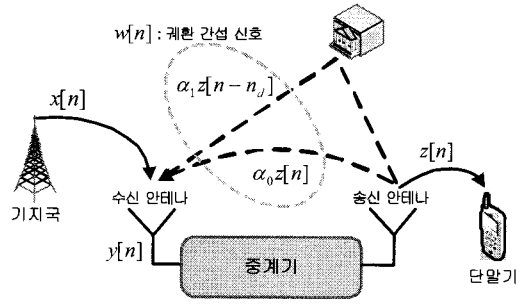 w[n] : 궤환 간섭 신호
α₁z[n − n_d]
x[n]
α₀z[n]
z[n]
기지국
수신 안테나
송신 안테나
y[n]
중계기
단말기